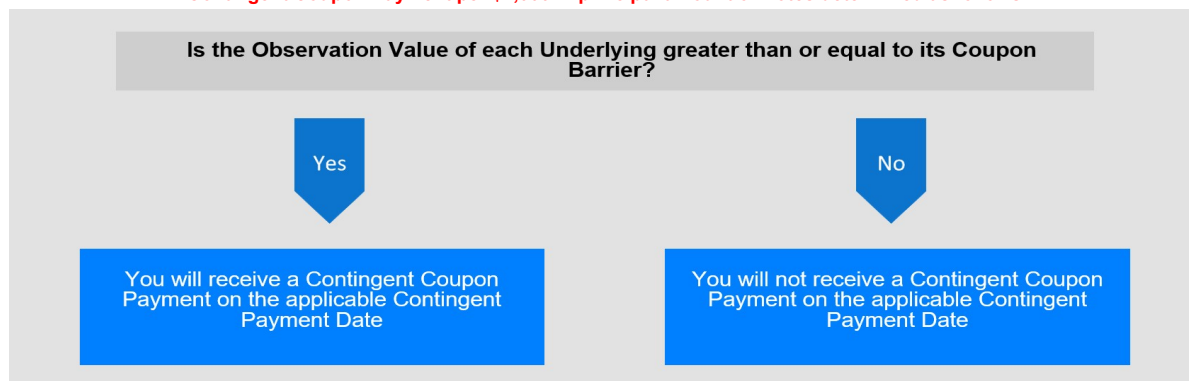 Is the Observation Value of each Underlying greater than or equal to its Coupon
Barrier?
Yes
No
You will receive a Contingent Coupon
Payment on the applicable Contingent
Payment Date
You will not receive a Contingent Coupon
Payment on the applicable Contingent
Payment Date